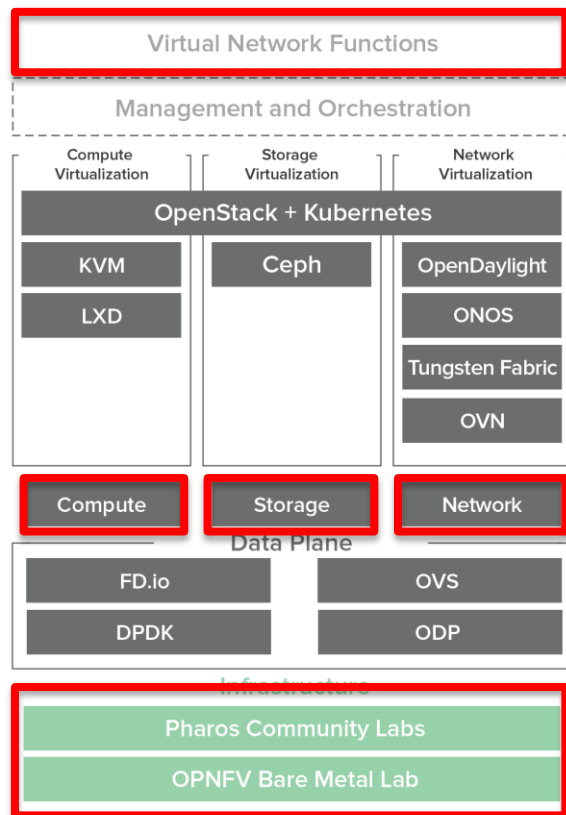 Virtual Network Functions
Management and Orchestration
Compute
Virtualization
Storage
Virtualization
Network
Virtualization
OpenStack + Kubernetes
KVM
Ceph
OpenDaylight
LXD
ONOS
Tungsten Fabric
OVN
Compute
Storage
Network
Data Plane
FD.io
OVS
DPDK
ODP
Infrastructure
Pharos Community Labs
OPNFV Bare Metal Lab